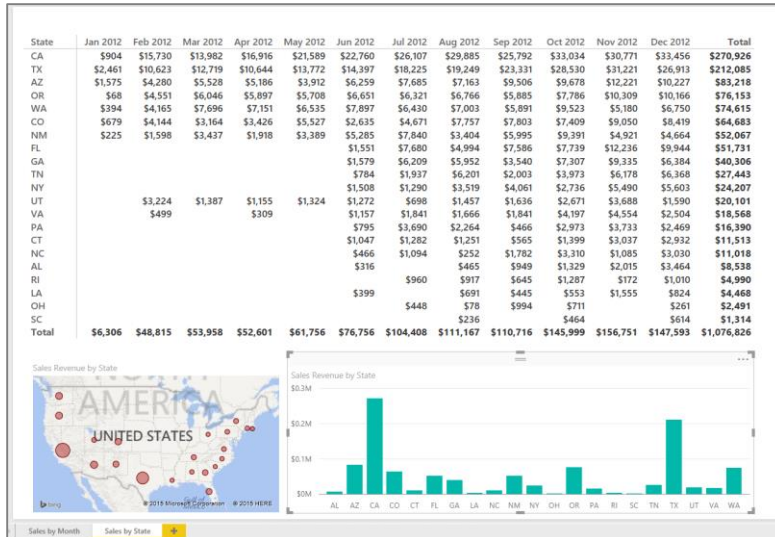 State Jan 2012 Feb 2012 Mar 2012 Apr 2012 May 2012 Jun 2012 Jul 2012 Aug 2012 Sep 2012 Oct 2012 Nov 2012 Dec 2012 Total
CA $904 $15,730 $13,982 $16,916 $21,589 $22,760 $26,107 $29,885 $25,792 $33,034 $30,771 $33,456 $270,926
TX $2,461 $10,623 $12,719 $10,644 $13,772 $14,397 $18,225 $19,249 $23,331 $28,530 $31,221 $26,913 $212,085
AZ $1,575 $4,280 $5,528 $5,186 $3,912 $6,259 $7,685 $7,163 $9,506 $9,678 $12,221 $10,227 $83,218
OR $68 $4,551 $6,046 $5,897 $5,708 $6,651 $6,321 $6,766 $5,885 $7,786 $10,309 $10,166 $76,153
WA $394 $4,165 $7,696 $7,151 $6,535 $7,897 $6,430 $7,003 $5,891 $9,523 $5,180 $6,750 $74,615
CO $679 $4,144 $3,164 $3,426 $5,527 $2,635 $4,671 $7,757 $7,803 $7,409 $9,050 $8,419 $64,683
NM $225 $1,598 $3,437 $1,918 $3,389 $5,285 $7,840 $3,404 $5,995 $9,391 $4,921 $4,664 $52,067
FL $1,551 $7,680 $4,994 $7,586 $7,739 $12,236 $9,944 $51,731
GA $1,579 $6,209 $5,952 $3,540 $7,307 $9,335 $6,384 $40,306
TN $784 $1,937 $6,201 $2,003 $3,973 $6,178 $6,368 $27,443
NY $1,508 $1,290 $3,519 $4,061 $2,736 $5,490 $5,603 $24,207
UT $3,224 $1,387 $1,155 $1,324 $1,272 $698 $1,457 $1,636 $2,671 $3,688 $1,590 $20,101
VA $499 $309 $1,157 $1,841 $1,666 $1,841 $4,197 $4,554 $2,504 $18,568
PA $795 $3,690 $2,264 $466 $2,973 $3,733 $2,469 $16,390
CT $1,047 $1,282 $1,251 $565 $1,399 $3,037 $2,932 $11,513
NC $466 $1,094 $252 $1,782 $3,310 $1,085 $3,030 $11,018
AL $316 $465 $949 $1,329 $2,015 $3,464 $8,538
RI $960 $917 $645 $1,287 $172 $1,010 $4,990
LA $399 $691 $445 $553 $1,555 $824 $4,468
OH $448 $78 $994 $711 $261 $2,491
SC $236 $464 $614 $1,314
Total $6,306 $48,815 $53,958 $52,601 $61,756 $76,756 $104,408 $111,167 $110,716 $145,999 $156,751 $147,593 $1,076,826
Sales Revenue by State
NORTH
AMERICA
UNITED STATES
bing © 2015 Microsoft Corporation © 2015 HERE
Sales Revenue by State
$0.3M
$0.2M
$0.1M
$0M
AL AZ CA CO CT FL GA LA NC NM NY OH OR PA RI SC TN TX UT VA WA
Sales by Month Sales by State